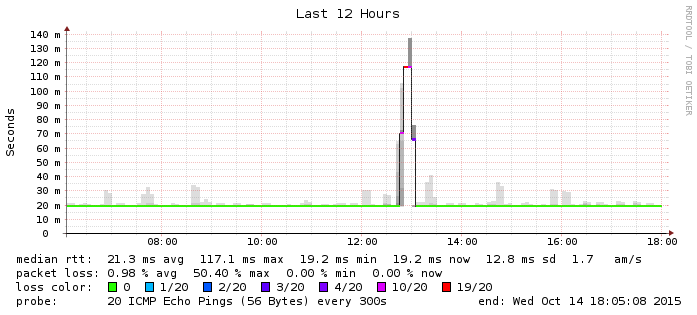 Last 12 Hours
RRDTOOL / TOBI OETIKER
Seconds
140 m
130 m
120 m
110 m
100 m
90 m
80 m
70 m
60 m
50 m
40 m
30 m
20 m
10 m
0
08:00 10:00 12:00 14:00 16:00 18:00
median rtt: 21.3 ms avg 117.1 ms max 19.2 ms min 19.2 ms now 12.8 ms sd 1.7 am/s
packet loss: 0.98 % avg 50.40 % max 0.00 % min 0.00 % now
loss color: 0 1/20 2/20 3/20 4/20 10/20 19/20
probe: 20 ICMP Echo Pings (56 Bytes) every 300s end: Wed Oct 14 18:05:08 2015